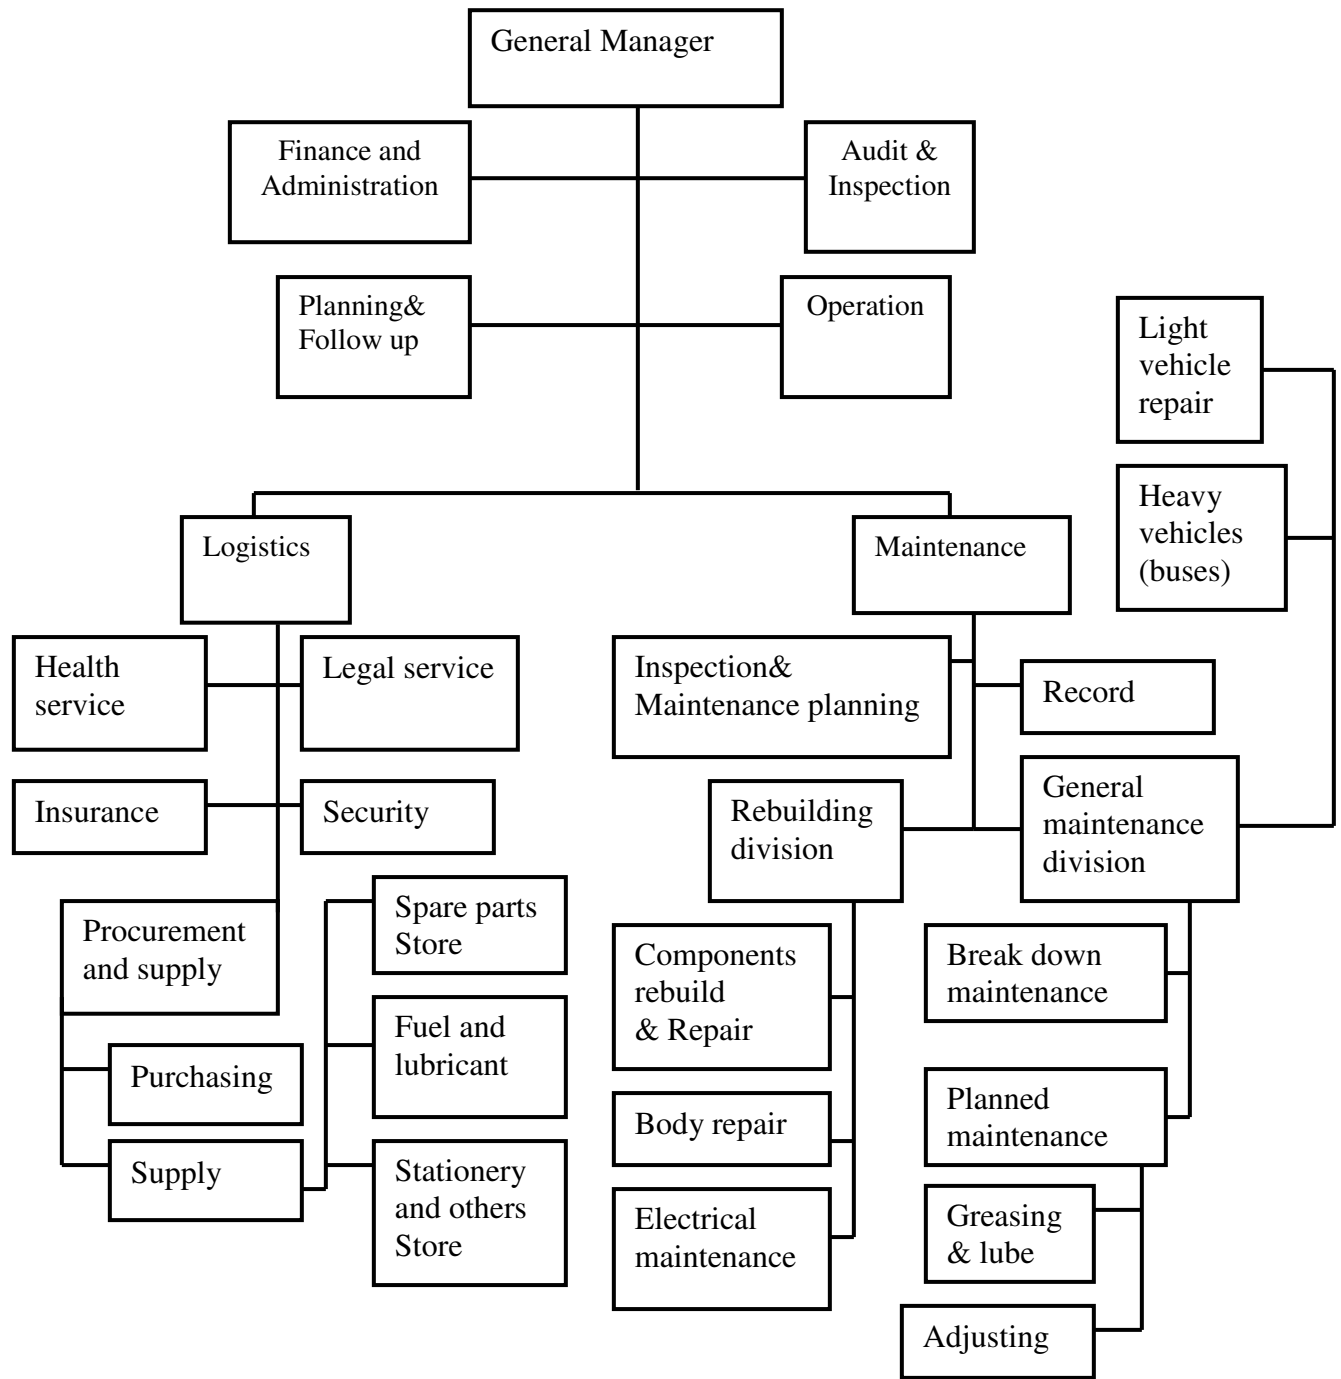 General Manager
Finance and
Administration
Audit &
Inspection
Planning&
Follow up
Operation
Light
vehicle
repair
Heavy
vehicles
(buses)
Logistics
Maintenance
Health
service
Legal service
Inspection&
Maintenance planning
Record
Insurance
Security
Rebuilding
division
General
maintenance
division
Procurement
and supply
Spare parts
Store
Fuel and
lubricant
Stationery
and others
Store
Purchasing
Supply
Components
rebuild
& Repair
Body repair
Electrical
maintenance
Break down
maintenance
Planned
maintenance
Greasing
& lube
Adjusting